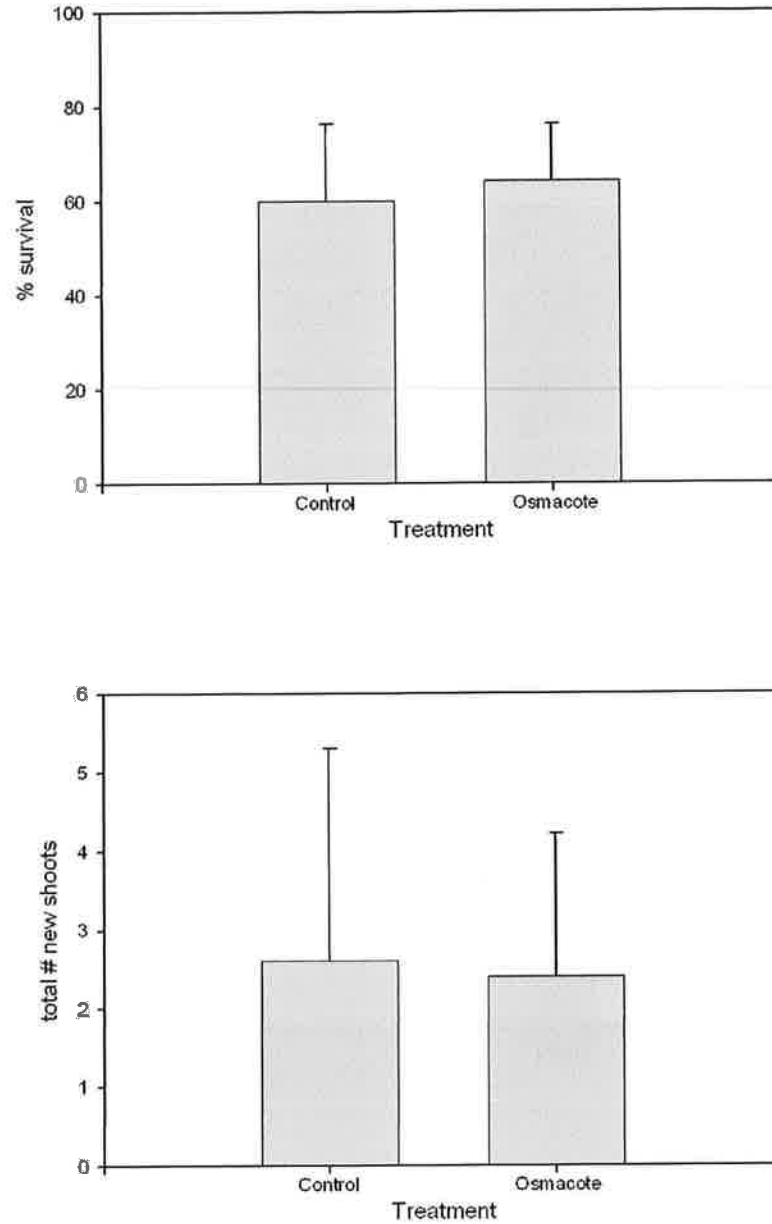 100
80
60
40
20
0
% survival
Control Osmacote
Treatment
6
5
4
3
2
1
0
total # new shoots
Control Osmacote
Treatment